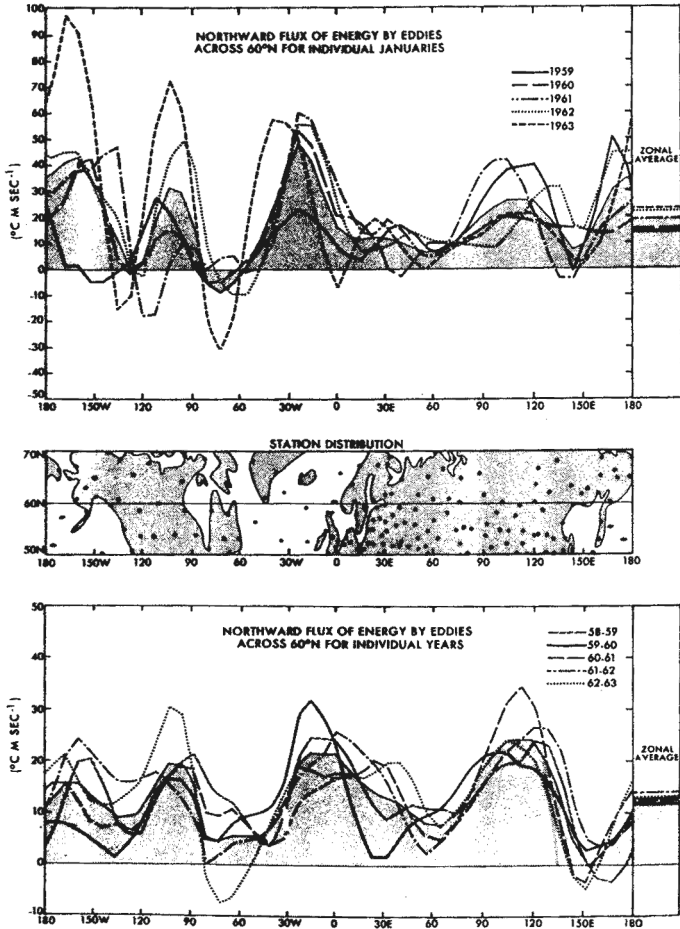 NORTHWARD FLUX OF ENERGY BY EDDIES
ACROSS 60°N FOR INDIVIDUAL JANUARIES
1959
1960
1961
1962
1963
(°C M SEC⁻¹)
100
90
80
70
60
50
40
30
20
10
0
-10
-20
-30
-40
-50
ZONAL
AVERAGE
180 150W 120 90 60 30W 0 30E 60 90 120 150E 180
STATION DISTRIBUTION
70N
60N
50N
180 150W 120 90 60 30W 0 30E 60 90 120 150E 180
NORTHWARD FLUX OF ENERGY BY EDDIES
ACROSS 60°N FOR INDIVIDUAL YEARS
58-59
59-60
60-61
61-62
62-63
(°C M SEC⁻¹)
50
40
30
20
10
0
-10
ZONAL
AVERAGE
180 150W 120 90 60 30W 0 30E 60 90 120 150E 180